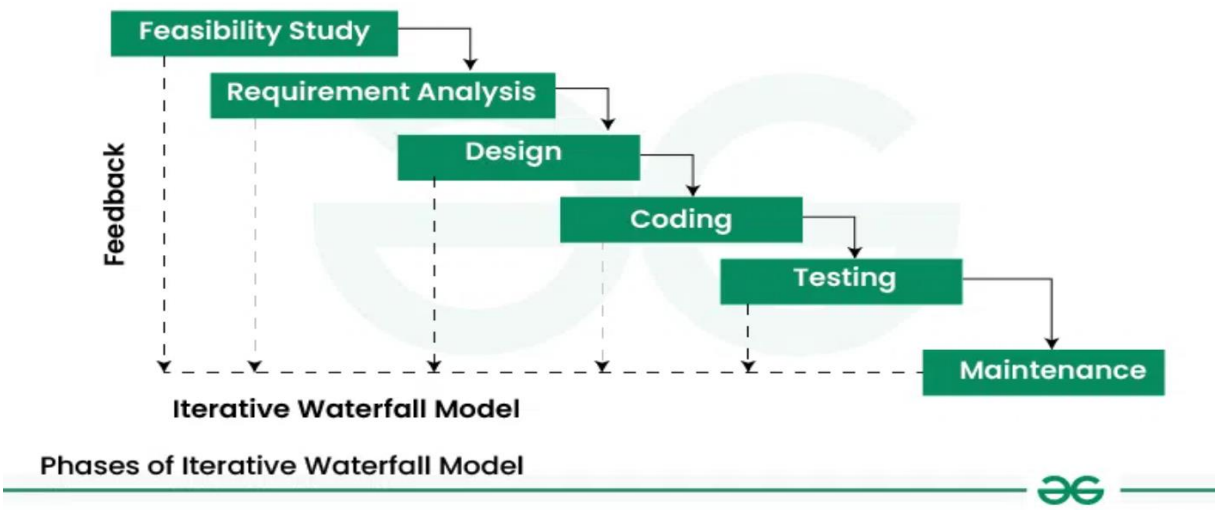 Feasibility Study
Requirement Analysis
Design
Feedback
Coding
Testing
Maintenance
Iterative Waterfall Model
Phases of Iterative Waterfall Model